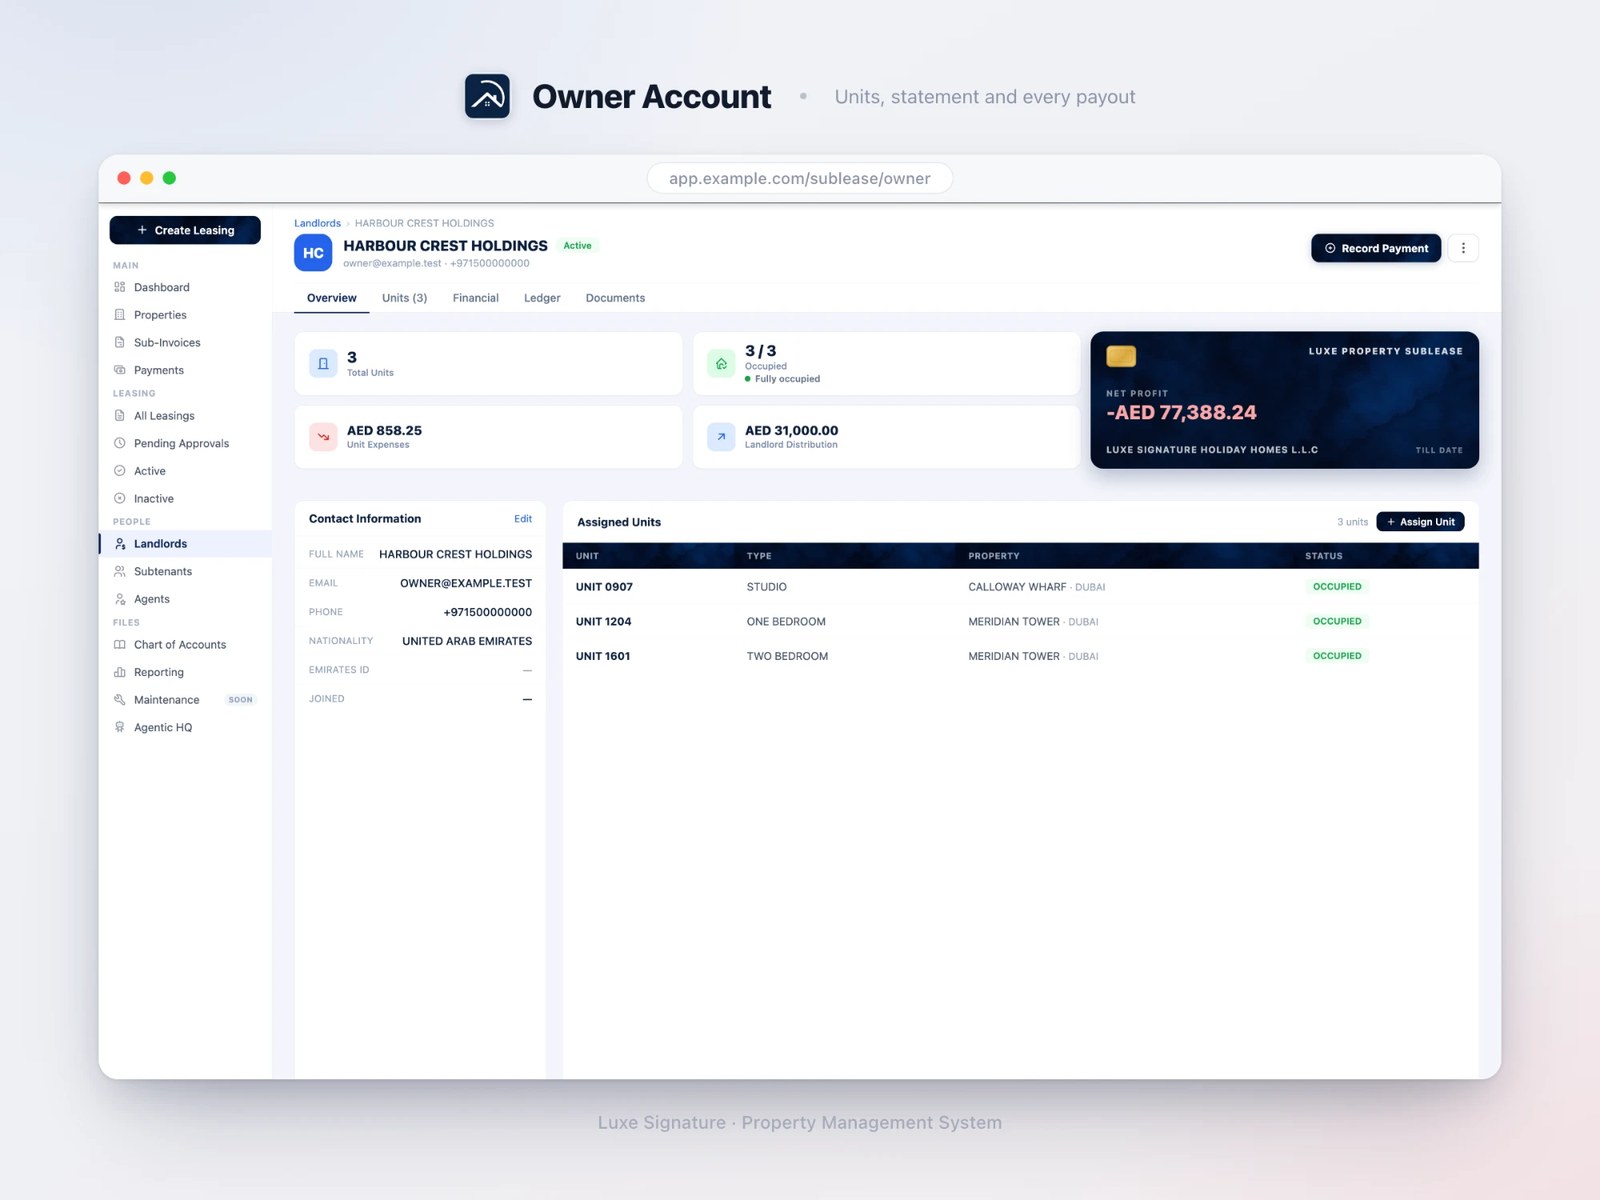 Owner Account • Units, statement and every payout
app.example.com/sublease/owner
+ Create Leasing
MAIN
Dashboard
Properties
Sub-Invoices
Payments
LEASING
All Leasings
Pending Approvals
Active
Inactive
PEOPLE
Landlords
Subtenants
Agents
FILES
Chart of Accounts
Reporting
Maintenance SOON
Agentic HQ
Landlords › HARBOUR CREST HOLDINGS
HC
HARBOUR CREST HOLDINGS Active
owner@example.test · +971500000000
Record Payment
Overview Units (3) Financial Ledger Documents
3
Total Units
3 / 3
Occupied
Fully occupied
AED 858.25
Unit Expenses
AED 31,000.00
Landlord Distribution
LUXE PROPERTY SUBLEASE
NET PROFIT
-AED 77,388.24
LUXE SIGNATURE HOLIDAY HOMES L.L.C TILL DATE
Contact Information Edit
FULL NAME HARBOUR CREST HOLDINGS
EMAIL OWNER@EXAMPLE.TEST
PHONE +971500000000
NATIONALITY UNITED ARAB EMIRATES
EMIRATES ID —
JOINED —
Assigned Units 3 units + Assign Unit
UNIT TYPE PROPERTY STATUS
UNIT 0907 STUDIO CALLOWAY WHARF · DUBAI OCCUPIED
UNIT 1204 ONE BEDROOM MERIDIAN TOWER · DUBAI OCCUPIED
UNIT 1601 TWO BEDROOM MERIDIAN TOWER · DUBAI OCCUPIED
Luxe Signature · Property Management System